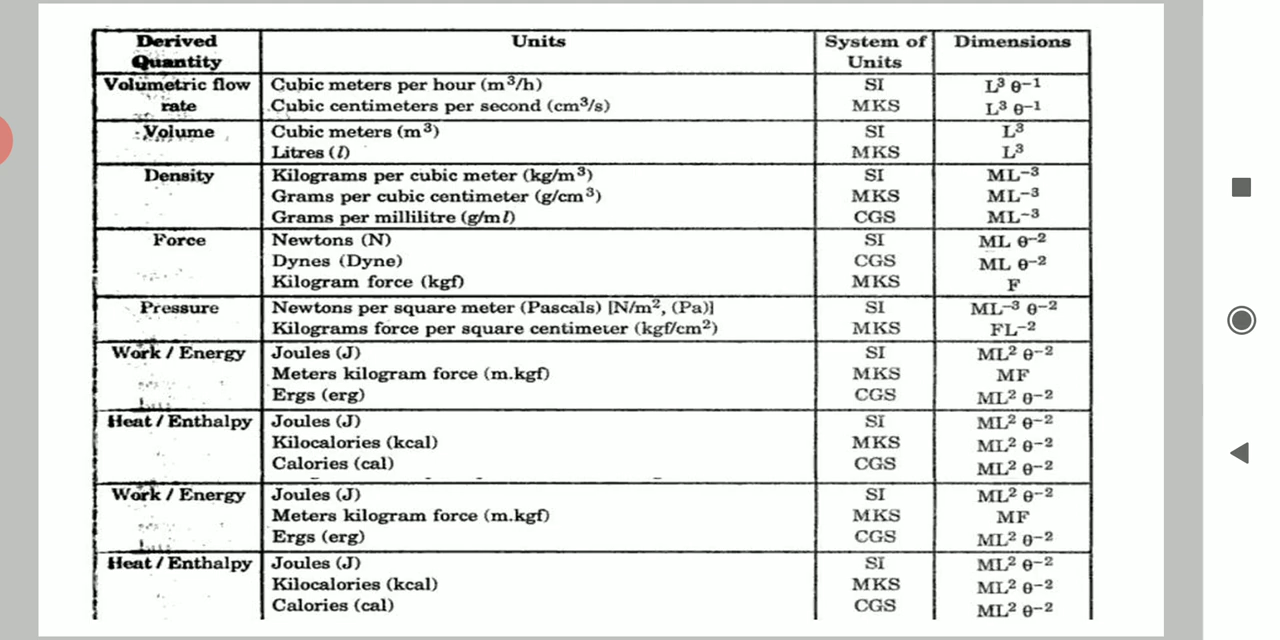 Derived Quantity | Units | System of Units | Dimensions
Volumetric flow rate | Cubic meters per hour (m³/h) | SI | L³ θ⁻¹
Cubic centimeters per second (cm³/s) | MKS | L³ θ⁻¹
Volume | Cubic meters (m³) | SI | L³
Litres (l) | MKS | L³
Density | Kilograms per cubic meter (kg/m³) | SI | ML⁻³
Grams per cubic centimeter (g/cm³) | MKS | ML⁻³
Grams per millilitre (g/ml) | CGS | ML⁻³
Force | Newtons (N) | SI | ML θ⁻²
Dynes (Dyne) | CGS | ML θ⁻²
Kilogram force (kgf) | MKS | F
Pressure | Newtons per square meter (Pascals) [N/m², (Pa)] | SI | ML⁻³ θ⁻²
Kilograms force per square centimeter (kgf/cm²) | MKS | FL⁻²
Work / Energy | Joules (J) | SI | ML² θ⁻²
Meters kilogram force (m.kgf) | MKS | MF
Ergs (erg) | CGS | ML² θ⁻²
Heat / Enthalpy | Joules (J) | SI | ML² θ⁻²
Kilocalories (kcal) | MKS | ML² θ⁻²
Calories (cal) | CGS | ML² θ⁻²
Work / Energy | Joules (J) | SI | ML² θ⁻²
Meters kilogram force (m.kgf) | MKS | MF
Ergs (erg) | CGS | ML² θ⁻²
Heat / Enthalpy | Joules (J) | SI | ML² θ⁻²
Kilocalories (kcal) | MKS | ML² θ⁻²
Calories (cal) | CGS | ML² θ⁻²